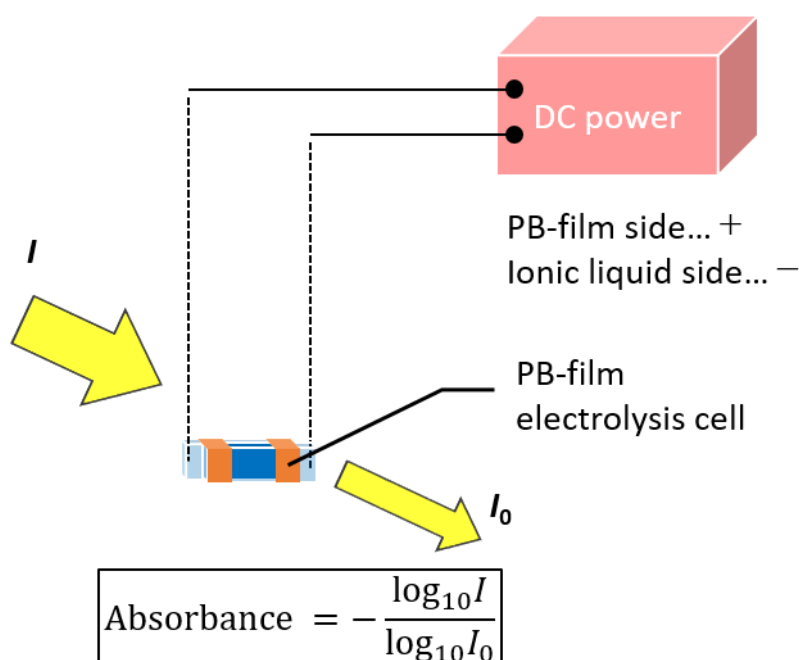 DC power
PB-film side... +
Ionic liquid side... −
I
PB-film
electrolysis cell
I₀
Absorbance = − log₁₀I / log₁₀I₀